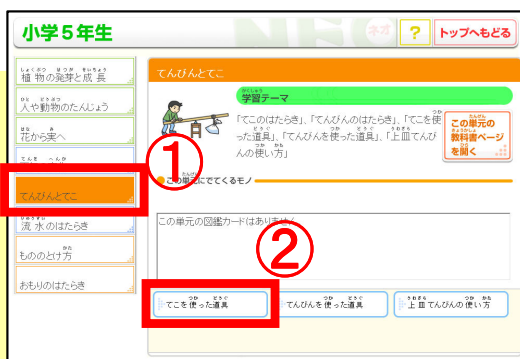 小学5年生
ネオ
?
トップへもどる
植物の発芽と成長
人や動物のたんじょう
花から実へ
てんびんとてこ
流水のはたらき
もののとけ方
おもりのはたらき
①
てんびんとてこ
学習テーマ
「てこのはたらき」、「てんびんのはたらき」、「てこを使
った道具」、「てんびんを使った道具」、「上皿てんび
んの使い方」
この単元の
教科書ページ
を開く
この単元にでてくるモノ
この単元の図鑑カードはありません
②
てこを使った道具
てんびんを使った道具
上皿てんびんの使い方